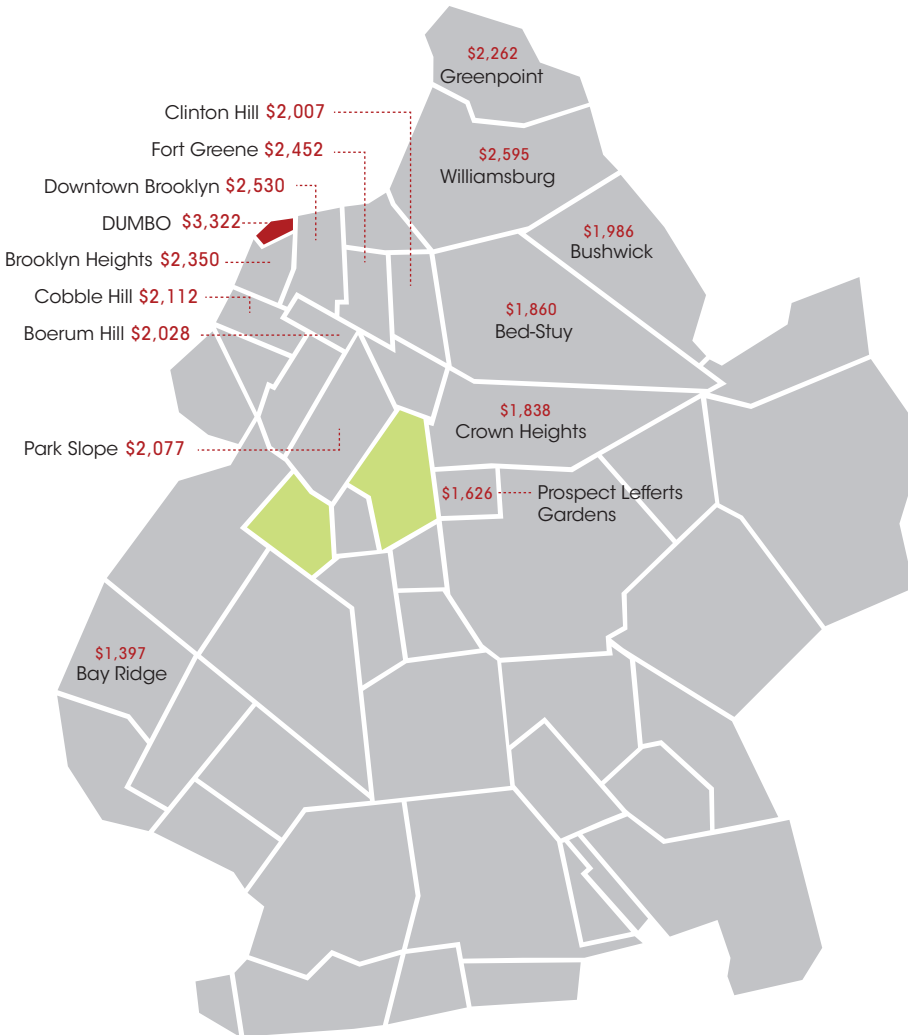 $2,262
Greenpoint
Clinton Hill $2,007
Fort Greene $2,452
$2,595
Williamsburg
Downtown Brooklyn $2,530
DUMBO $3,322
$1,986
Bushwick
Brooklyn Heights $2,350
Cobble Hill $2,112
$1,860
Bed-Stuy
Boerum Hill $2,028
$1,838
Crown Heights
Park Slope $2,077
$1,626 Prospect Lefferts
Gardens
$1,397
Bay Ridge